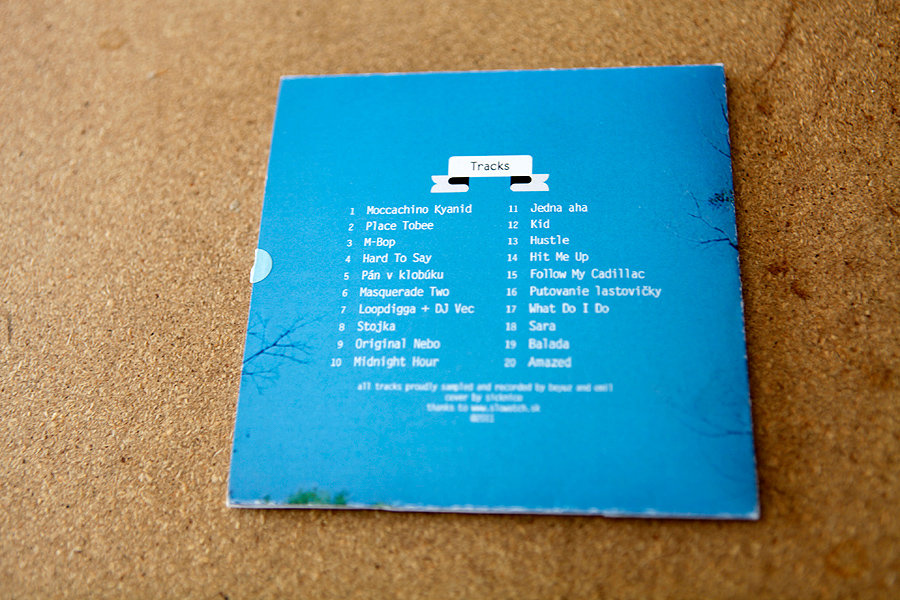 Tracks
1 Moccachino Kyanid
2 Place Tobee
3 M-Bop
4 Hard To Say
5 Pán v klobúku
6 Masquerade Two
7 Loopdigga + DJ Vec
8 Stojka
9 Original Nebo
10 Midnight Hour
11 Jedna aha
12 Kid
13 Hustle
14 Hit Me Up
15 Follow My Cadillac
16 Putovanie lastovičky
17 What Do I Do
18 Sara
19 Balada
20 Amazed
all tracks proudly sampled and recorded by and emil
cover by
thanks to
©2011